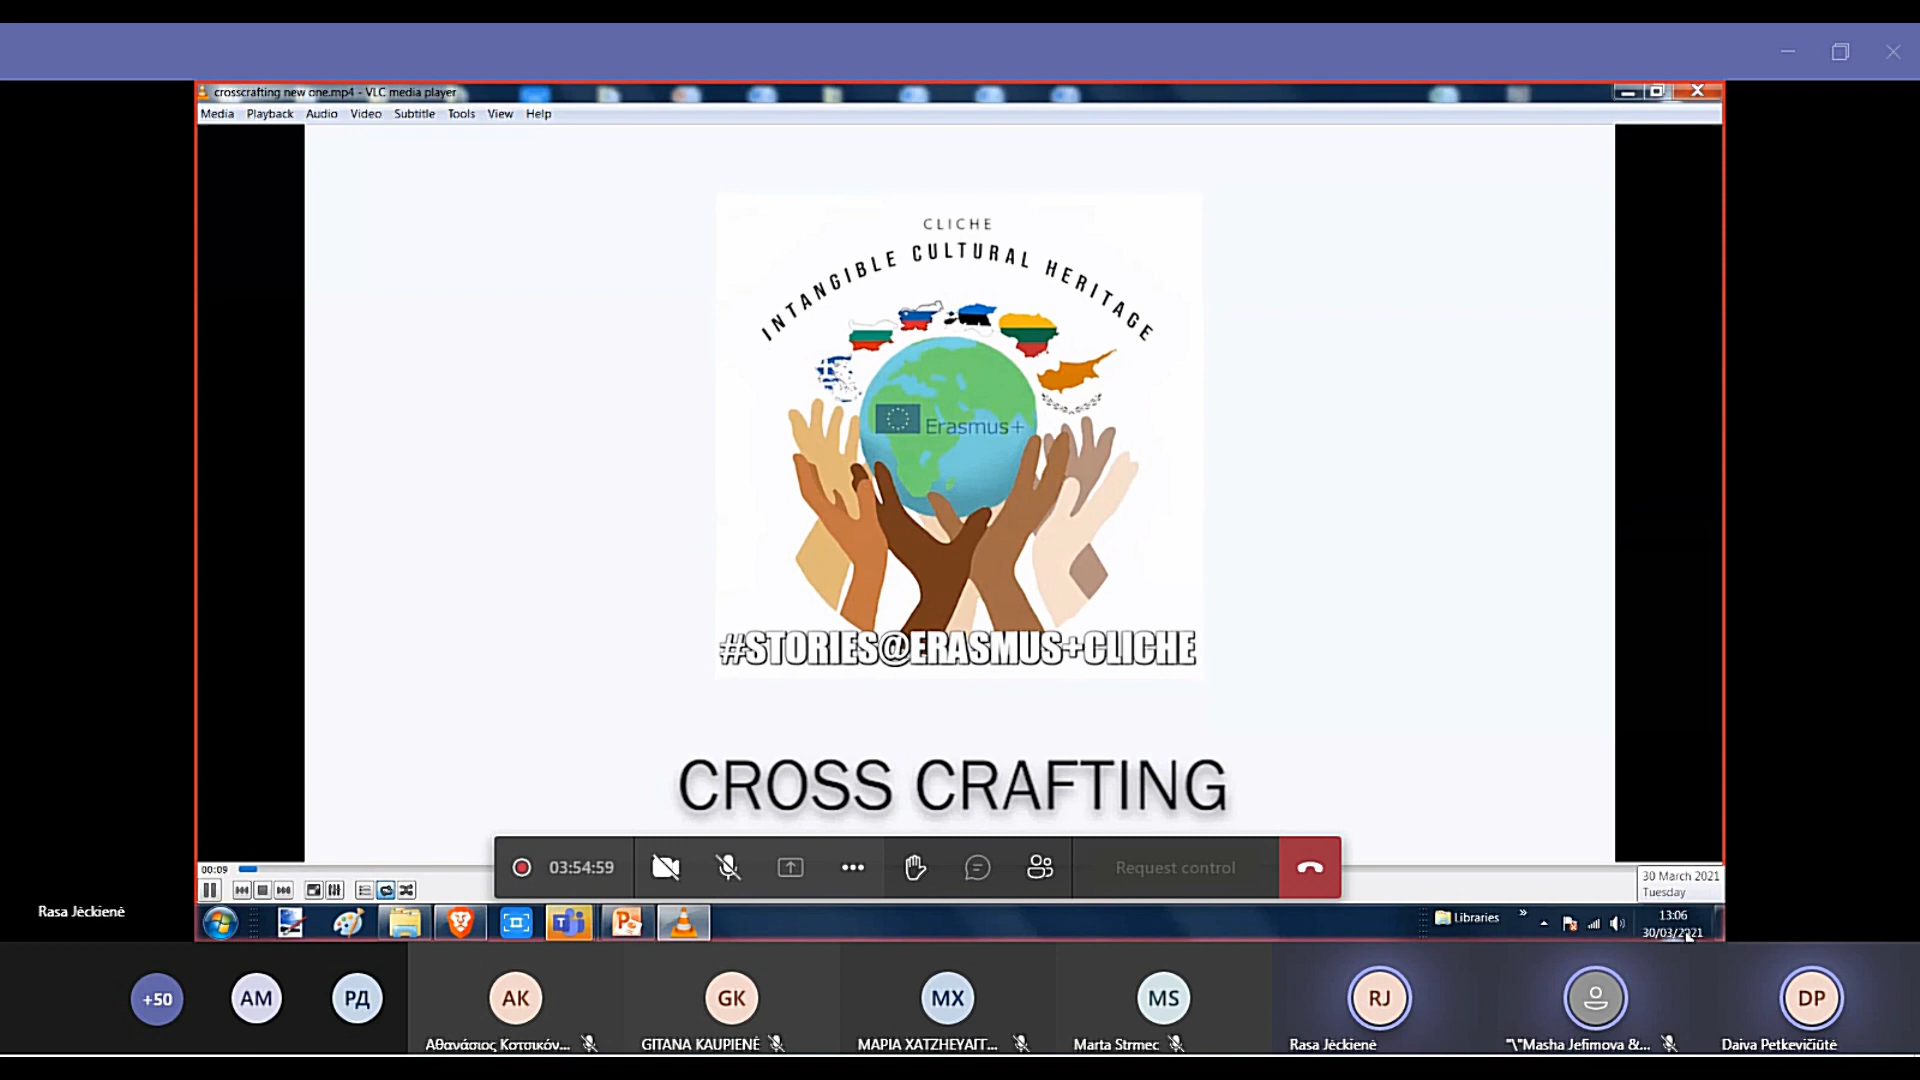 crosscrafting new one.mp4 - VLC media player
Media Playback Audio Video Subtitle Tools View Help
CLICHE
INTANGIBLE CULTURAL HERITAGE
Erasmus+
#STORIES@ERASMUS+CLICHE
CROSS CRAFTING
03:54:59
Request control
00:09
30 March 2021
Tuesday
Rasa Jėckienė
Libraries
13:06
30/03/2021
+50
AM
РД
AK
GK
MX
MS
RJ
DP
Αθανάσιος Κοτσικόν...
GITANA KAUPIENĖ
ΜΑΡΙΑ ΧΑΤΖΗΕΥΑΓΓ...
Marta Strmec
Rasa Jėckienė
"\"Masha Jefimova &...
Daiva Petkevičiūtė